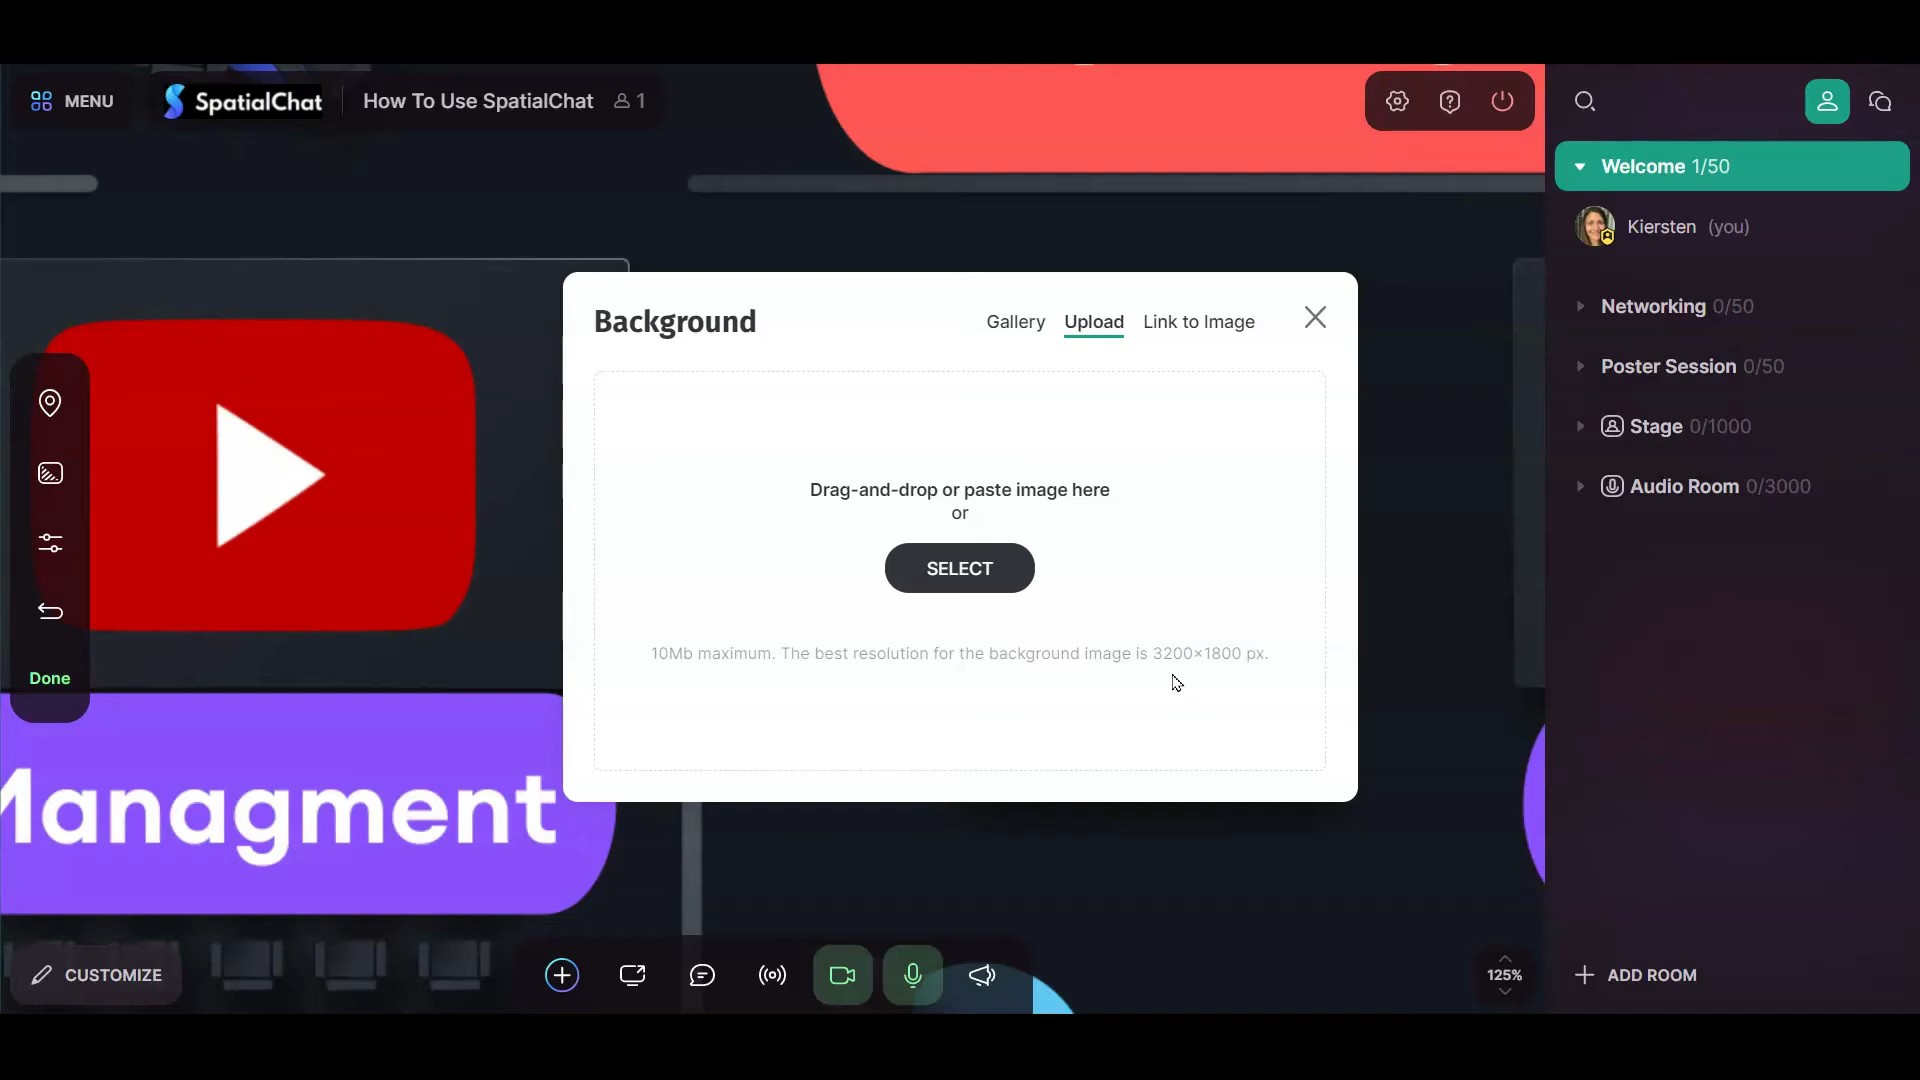 MENU
SpatialChat
How To Use SpatialChat
1
Welcome 1/50
Kiersten (you)
Networking 0/50
Poster Session 0/50
Stage 0/1000
Audio Room 0/3000
ADD ROOM
Background
Gallery
Upload
Link to Image
Drag-and-drop or paste image here
or
SELECT
10Mb maximum. The best resolution for the background image is 3200×1800 px.
Done
Managment
CUSTOMIZE
125%